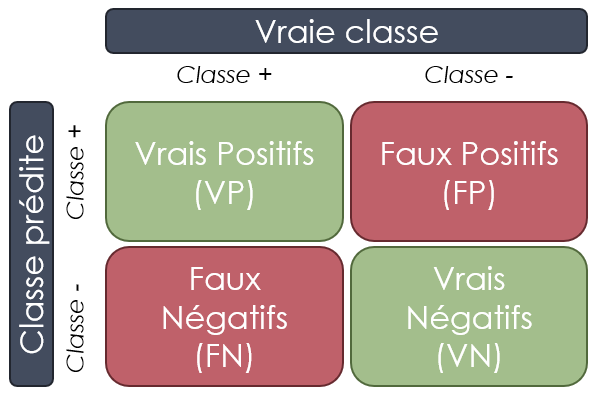 Vraie classe
Classe +
Classe -
Classe prédite
Classe +
Vrais Positifs
(VP)
Faux Positifs
(FP)
Classe -
Faux
Négatifs
(FN)
Vrais
Négatifs
(VN)